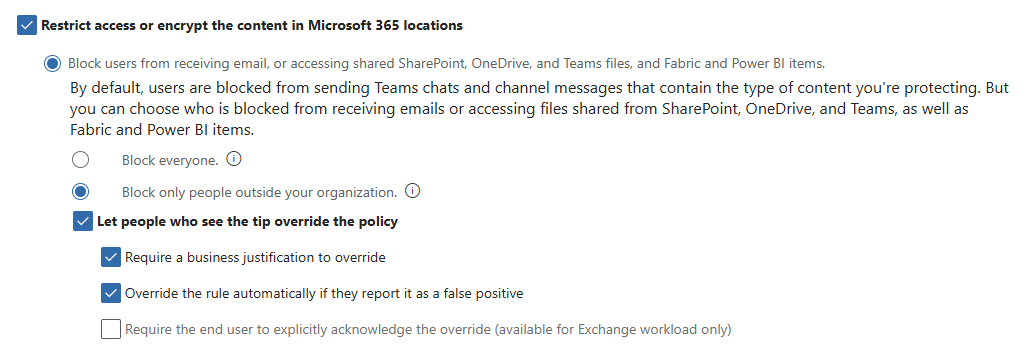 Restrict access or encrypt the content in Microsoft 365 locations
Block users from receiving email, or accessing shared SharePoint, OneDrive, and Teams files, and Fabric and Power BI items.
By default, users are blocked from sending Teams chats and channel messages that contain the type of content you're protecting. But
you can choose who is blocked from receiving emails or accessing files shared from SharePoint, OneDrive, and Teams, as well as
Fabric and Power BI items.
Block everyone.
Block only people outside your organization.
Let people who see the tip override the policy
Require a business justification to override
Override the rule automatically if they report it as a false positive
Require the end user to explicitly acknowledge the override (available for Exchange workload only)